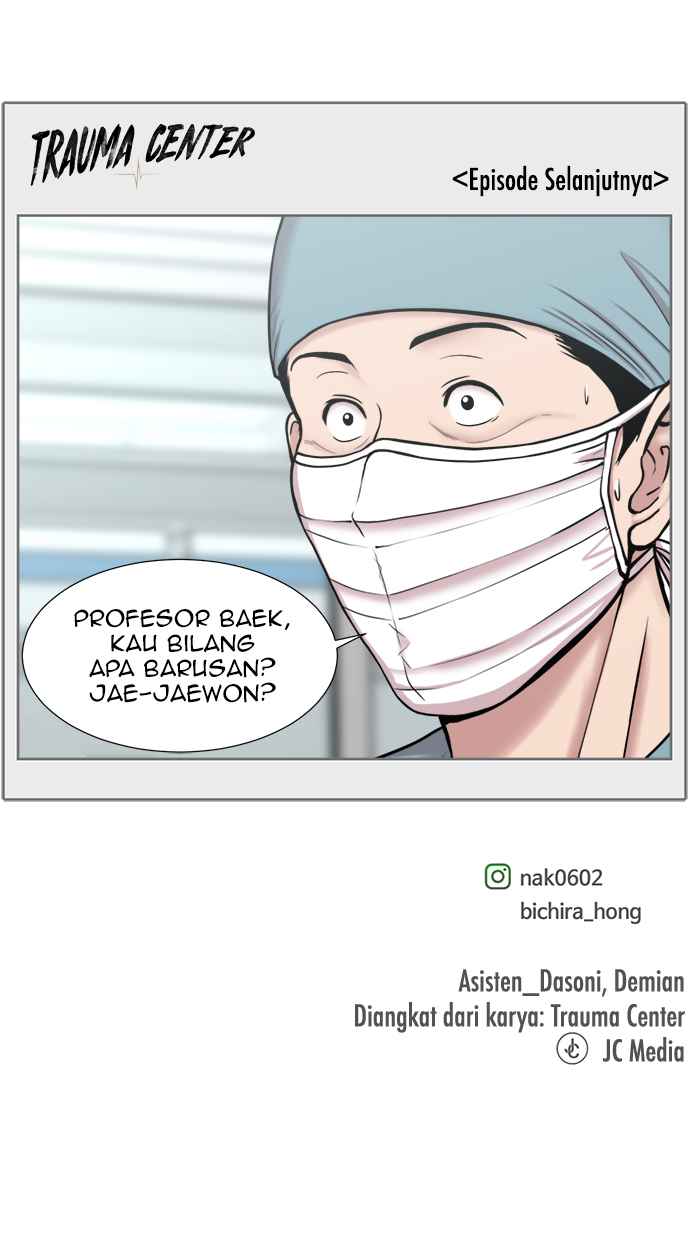 TRAUMA CENTER
<Episode Selanjutnya>
PROFESOR BAEK,
KAU BILANG
APA BARUSAN?
JAE-JAEWON?
nak0602
bichira_hong
Asisten_Dasoni, Demian
Diangkat dari karya: Trauma Center
JC JC Media